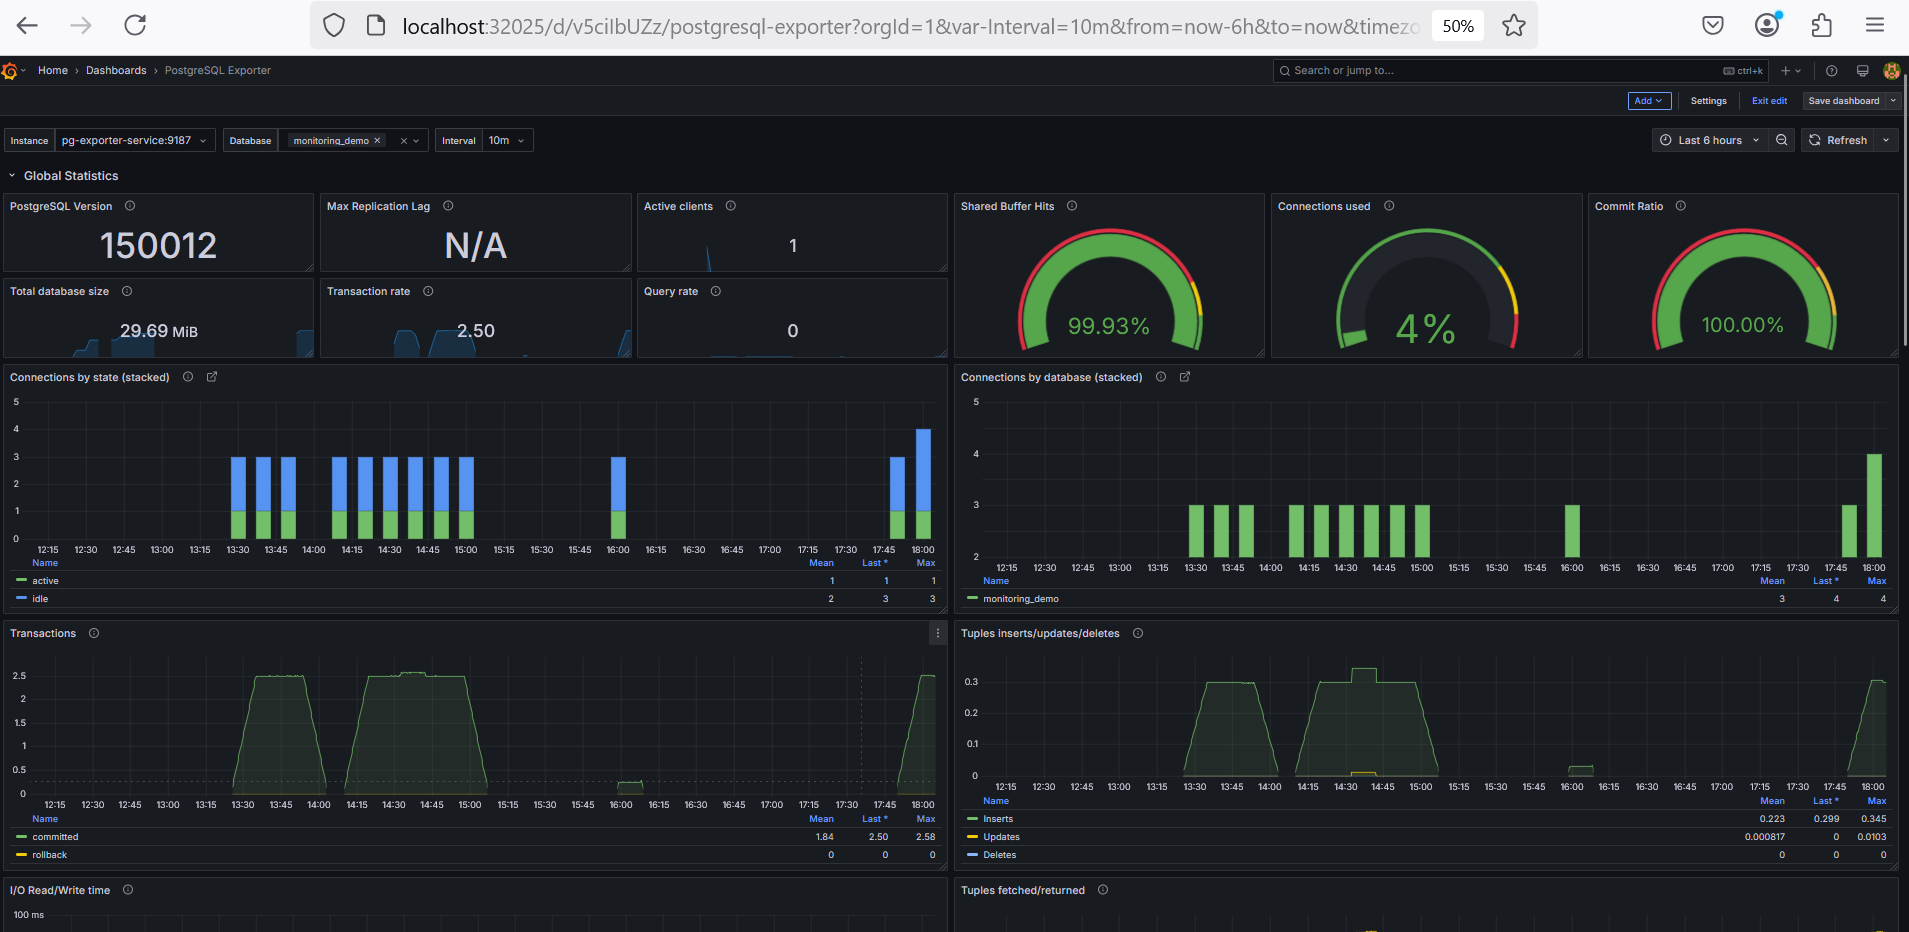 localhost:32025/d/v5ciIbUZz/postgresql-exporter?orgId=1&var-Interval=10m&from=now-6h&to=now&timezo
50%
Home › Dashboards › PostgreSQL Exporter
Search or jump to...
ctrl+k
Add
Settings
Exit edit
Save dashboard
Instance pg-exporter-service:9187
Database monitoring_demo
Interval 10m
Last 6 hours
Refresh
Global Statistics
PostgreSQL Version
150012
Max Replication Lag
N/A
Active clients
1
Shared Buffer Hits
99.93%
Connections used
4%
Commit Ratio
100.00%
Total database size
29.69 MiB
Transaction rate
2.50
Query rate
0
Connections by state (stacked)
5
4
3
2
1
0
12:15 12:30 12:45 13:00 13:15 13:30 13:45 14:00 14:15 14:30 14:45 15:00 15:15 15:30 15:45 16:00 16:15 16:30 16:45 17:00 17:15 17:30 17:45 18:00
Name Mean Last * Max
active 1 1 1
idle 2 3 3
Connections by database (stacked)
5
4
3
2
12:15 12:30 12:45 13:00 13:15 13:30 13:45 14:00 14:15 14:30 14:45 15:00 15:15 15:30 15:45 16:00 16:15 16:30 16:45 17:00 17:15 17:30 17:45 18:00
Name Mean Last * Max
monitoring_demo 3 4 4
Transactions
2.5
2
1.5
1
0.5
0
12:15 12:30 12:45 13:00 13:15 13:30 13:45 14:00 14:15 14:30 14:45 15:00 15:15 15:30 15:45 16:00 16:15 16:30 16:45 17:00 17:15 17:30 17:45 18:00
Name Mean Last * Max
committed 1.84 2.50 2.58
rollback 0 0 0
Tuples inserts/updates/deletes
0.3
0.2
0.1
0
12:15 12:30 12:45 13:00 13:15 13:30 13:45 14:00 14:15 14:30 14:45 15:00 15:15 15:30 15:45 16:00 16:15 16:30 16:45 17:00 17:15 17:30 17:45 18:00
Name Mean Last * Max
Inserts 0.223 0.299 0.345
Updates 0.000817 0 0.0103
Deletes 0 0 0
I/O Read/Write time
100 ms
Tuples fetched/returned